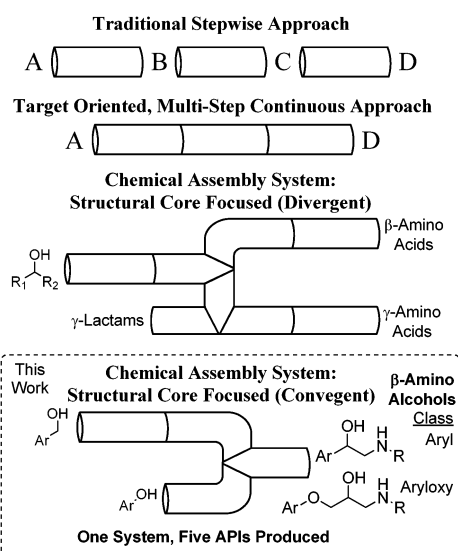 Traditional Stepwise Approach
A B C D
Target Oriented, Multi-Step Continuous Approach
A D
Chemical Assembly System:
Structural Core Focused (Divergent)
β-Amino
Acids
OH
R1 R2
γ-Lactams
γ-Amino
Acids
This
Work
Chemical Assembly System:
Structural Core Focused (Convegent)
β-Amino
Alcohols
Class
Ar OH
OH H
Ar N R
Aryl
Ar OH
OH H
Ar O N R
Aryloxy
One System, Five APIs Produced